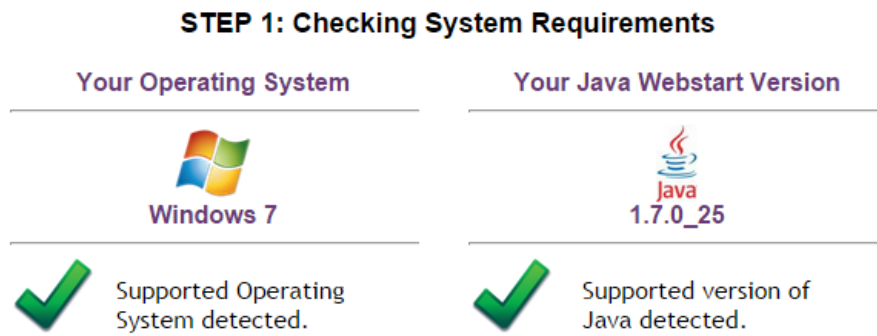 STEP 1: Checking System Requirements
Your Operating System
Your Java Webstart Version
Java
Windows 7
1.7.0_25
Supported Operating
System detected.
Supported version of
Java detected.